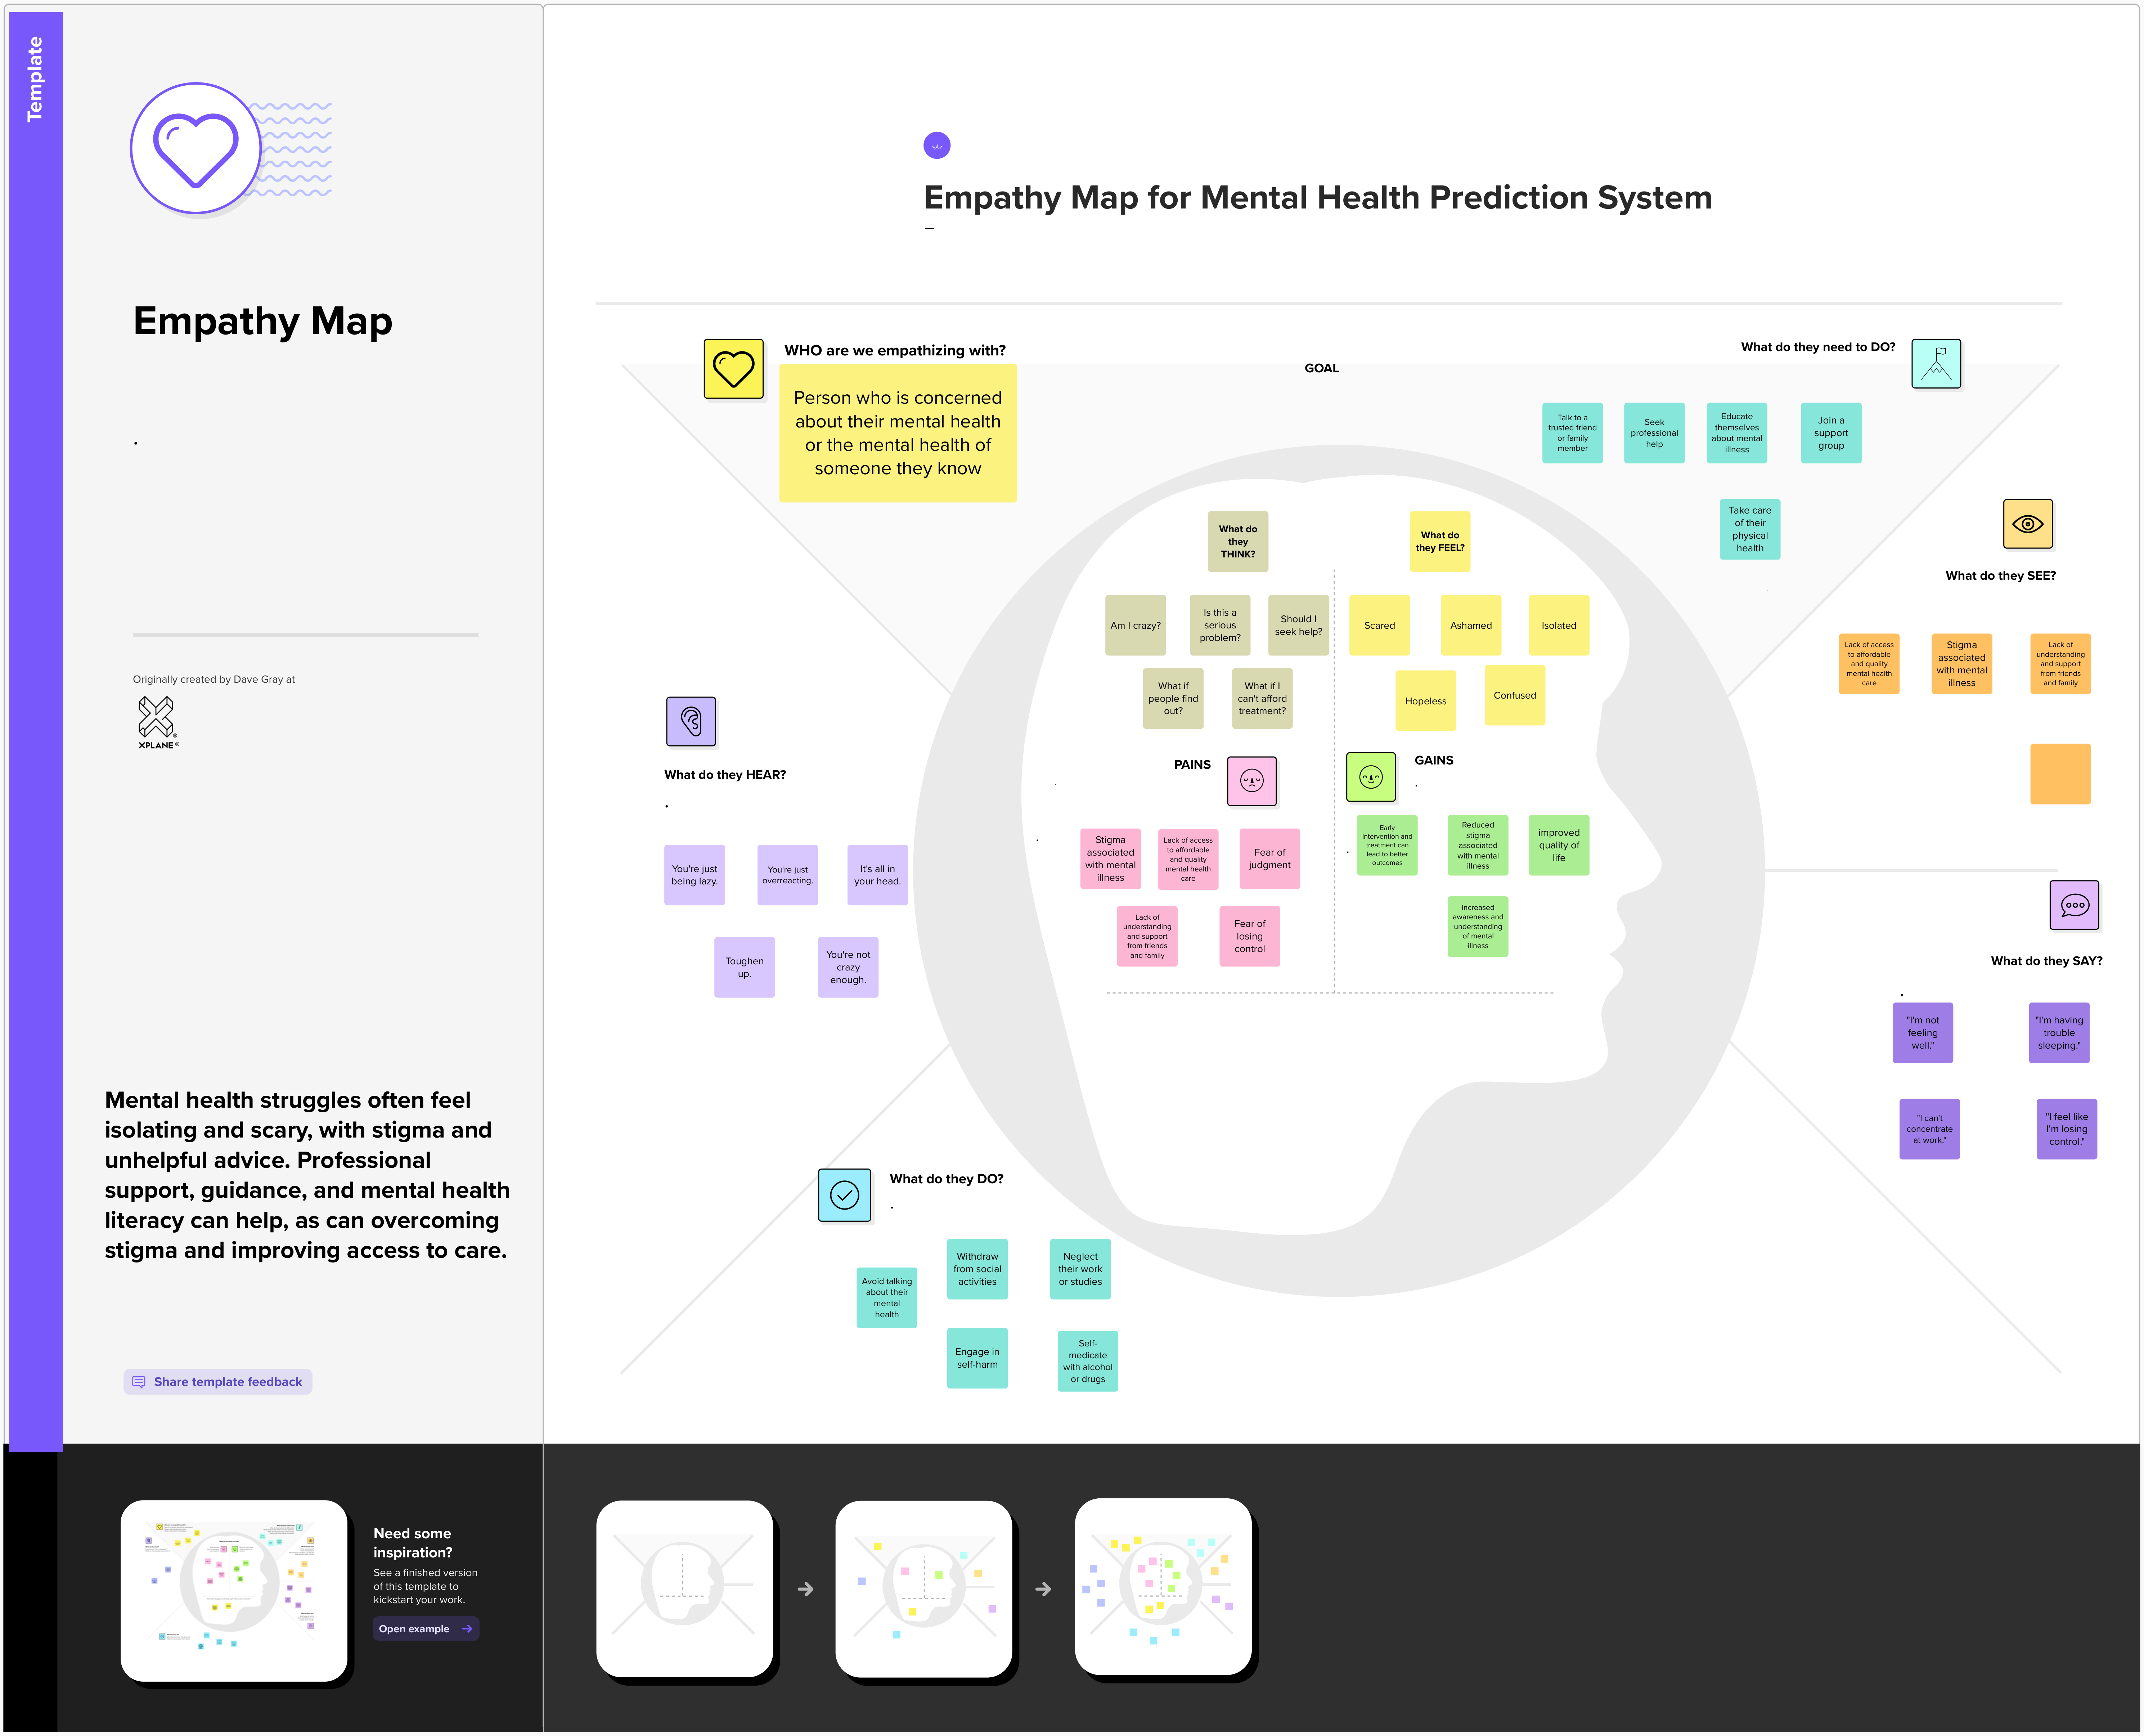 Template
Empathy Map
Originally created by Dave Gray at
XPLANE
Mental health struggles often feel
isolating and scary, with stigma and
unhelpful advice. Professional
support, guidance, and mental health
literacy can help, as can overcoming
stigma and improving access to care.
Share template feedback
Need some
inspiration?
See a finished version
of this template to
kickstart your work.
Open example
Empathy Map for Mental Health Prediction System
WHO are we empathizing with?
Person who is concerned
about their mental health
or the mental health of
someone they know
GOAL
What do they need to DO?
Talk to a
trusted friend
or family
member
Seek
professional
help
Educate
themselves
about mental
illness
Join a
support
group
Take care
of their
physical
health
What do they SEE?
Lack of access
to affordable
and quality
mental health
care
Stigma
associated
with mental
illness
Lack of
understanding
and support
from friends
and family
What do
they
THINK?
Am I crazy?
Is this a
serious
problem?
Should I
seek help?
What if
people find
out?
What if I
can't afford
treatment?
What do
they FEEL?
Scared
Ashamed
Isolated
Hopeless
Confused
What do they HEAR?
You're just
being lazy.
You're just
overreacting.
It's all in
your head.
Toughen
up.
You're not
crazy
enough.
PAINS
Stigma
associated
with mental
illness
Lack of access
to affordable
and quality
mental health
care
Fear of
judgment
Lack of
understanding
and support
from friends
and family
Fear of
losing
control
GAINS
Early
intervention and
treatment can
lead to better
outcomes
Reduced
stigma
associated
with mental
illness
improved
quality of
life
increased
awareness and
understanding
of mental
illness
What do they SAY?
"I'm not
feeling
well."
"I'm having
trouble
sleeping."
"I can't
concentrate
at work."
"I feel like
I'm losing
control."
What do they DO?
Avoid talking
about their
mental
health
Withdraw
from social
activities
Neglect
their work
or studies
Engage in
self-harm
Self-
medicate
with alcohol
or drugs